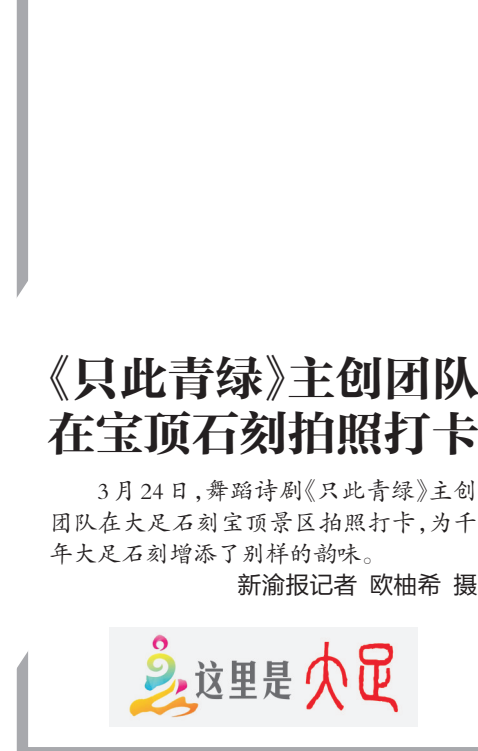 《只此青绿》主创团队
在宝顶石刻拍照打卡
3月24日,舞蹈诗剧《只此青绿》主创
团队在大足石刻宝顶景区拍照打卡,为千
年大足石刻增添了别样的韵味。
新渝报记者 欧柚希 摄
这里是大足